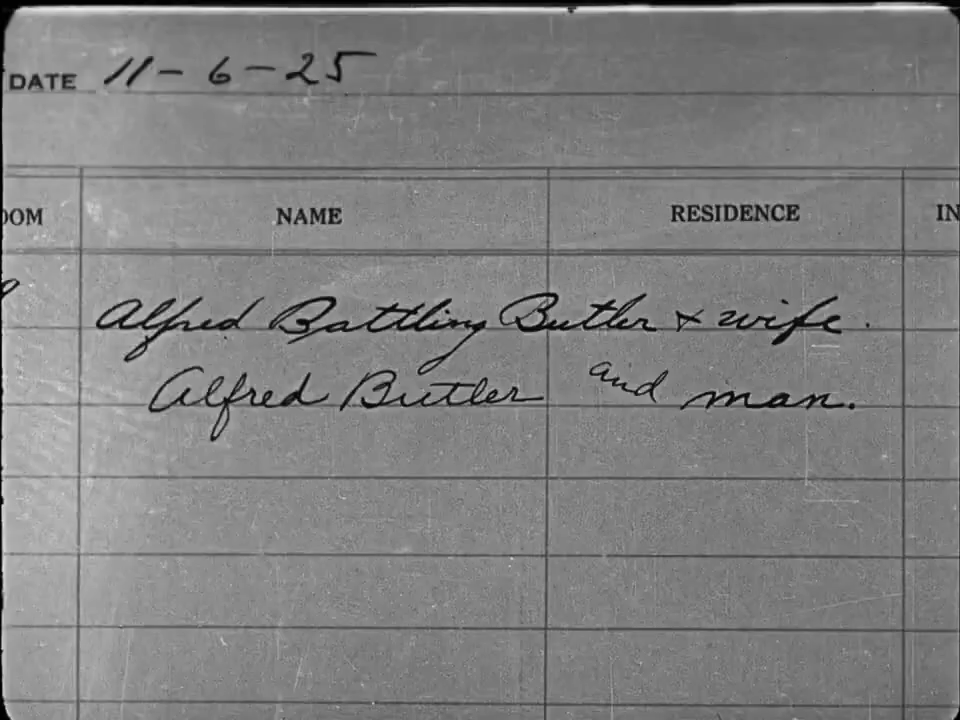 DATE 11-6-25
OOM NAME RESIDENCE IN
Alfred Battling Butler & wife.
Alfred Butler and man.